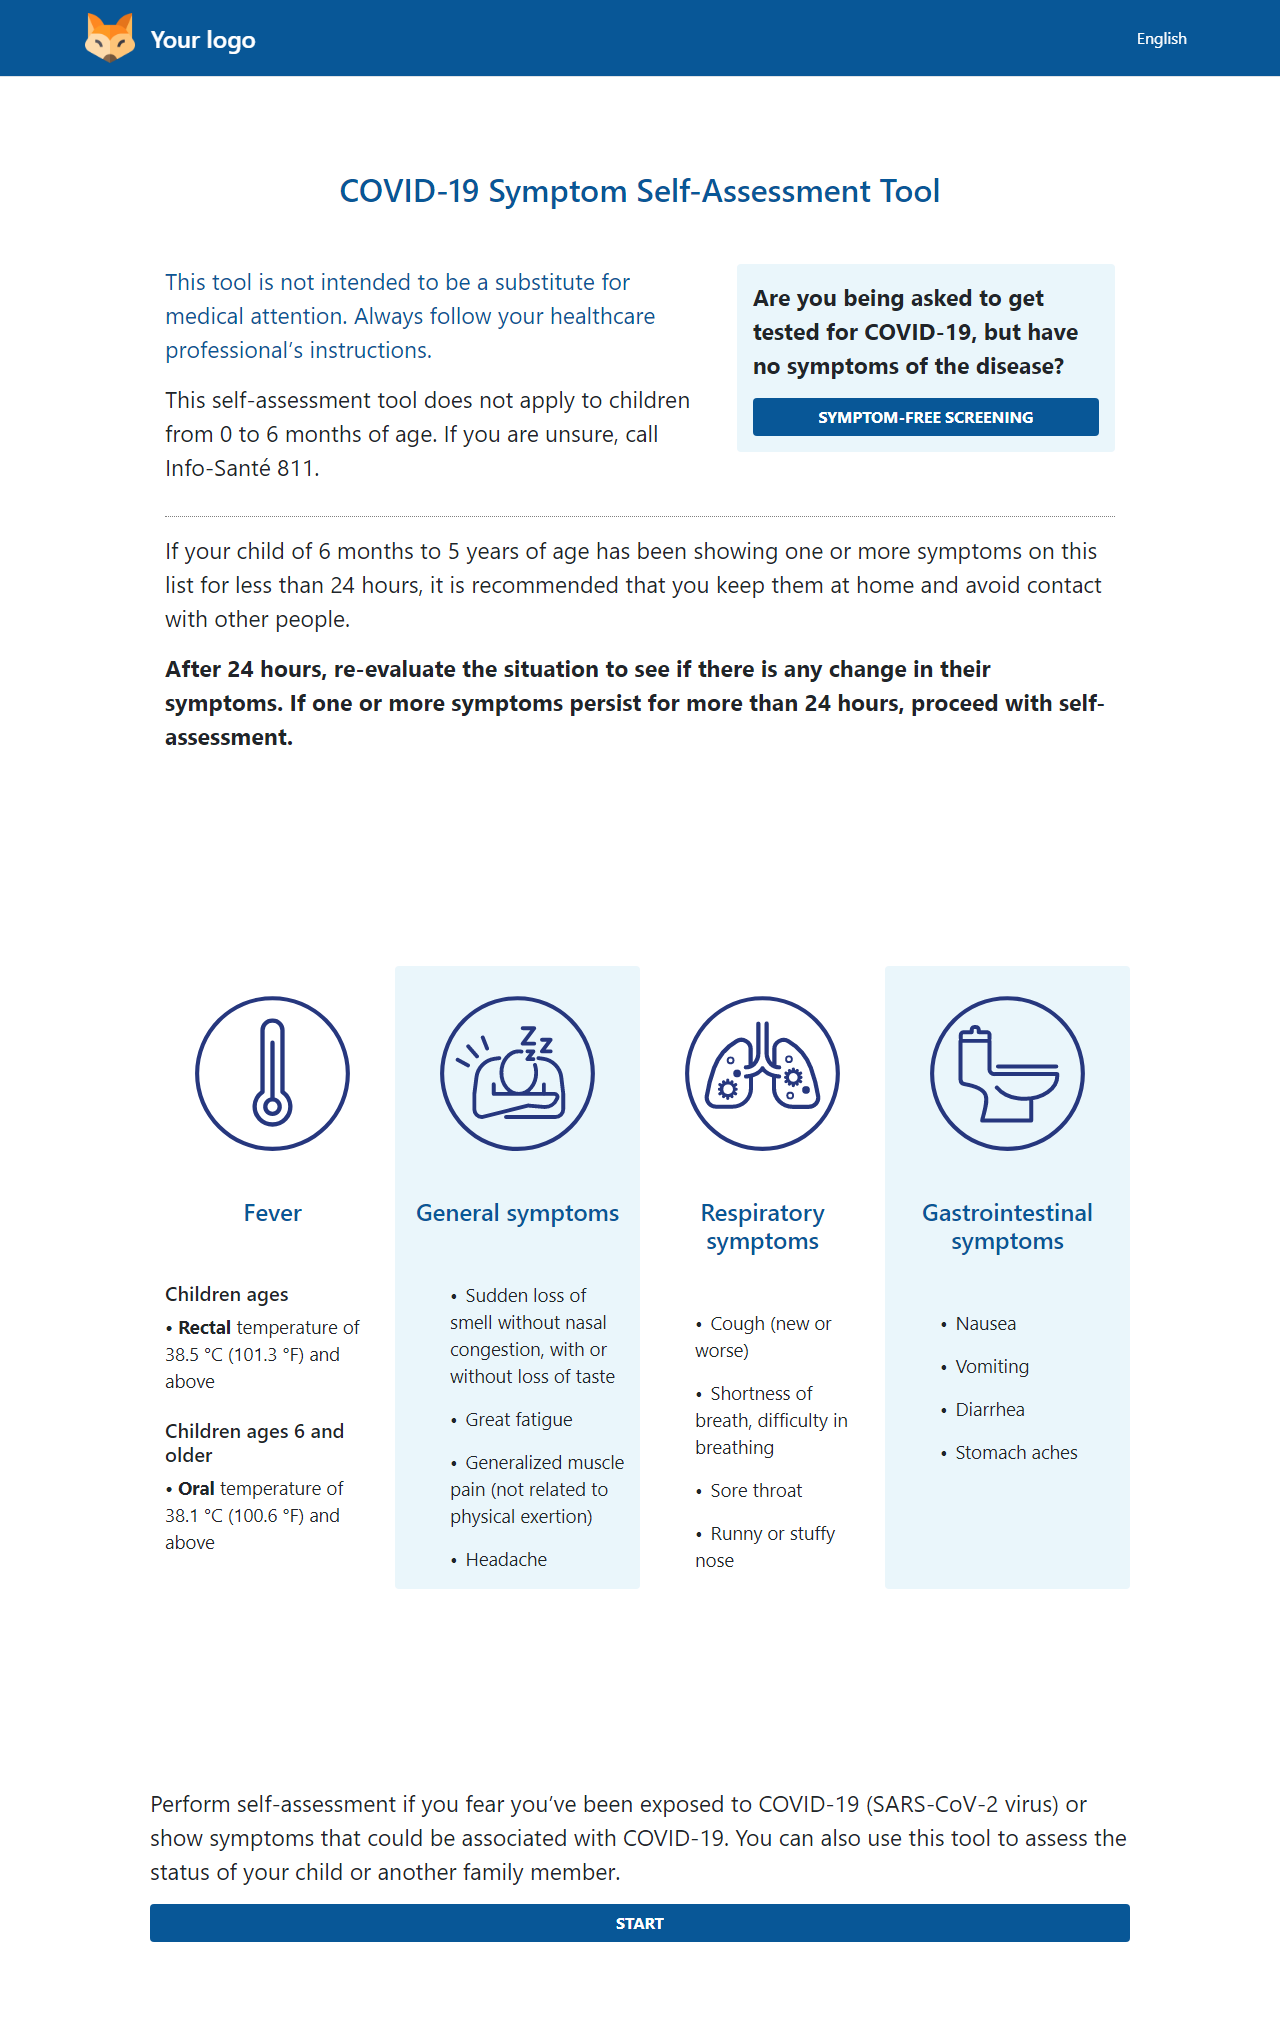 Your logo
English
COVID-19 Symptom Self-Assessment Tool
This tool is not intended to be a substitute for
medical attention. Always follow your healthcare
professional’s instructions.
This self-assessment tool does not apply to children
from 0 to 6 months of age. If you are unsure, call
Info-Santé 811.
Are you being asked to get
tested for COVID-19, but have
no symptoms of the disease?
SYMPTOM-FREE SCREENING
If your child of 6 months to 5 years of age has been showing one or more symptoms on this
list for less than 24 hours, it is recommended that you keep them at home and avoid contact
with other people.
After 24 hours, re-evaluate the situation to see if there is any change in their
symptoms. If one or more symptoms persist for more than 24 hours, proceed with self-
assessment.
Fever
Children ages
• Rectal temperature of
38.5 °C (101.3 °F) and
above
Children ages 6 and
older
• Oral temperature of
38.1 °C (100.6 °F) and
above
Z Z Z
General symptoms
• Sudden loss of
smell without nasal
congestion, with or
without loss of taste
• Great fatigue
• Generalized muscle
pain (not related to
physical exertion)
• Headache
Respiratory
symptoms
• Cough (new or
worse)
• Shortness of
breath, difficulty in
breathing
• Sore throat
• Runny or stuffy
nose
Gastrointestinal
symptoms
• Nausea
• Vomiting
• Diarrhea
• Stomach aches
Perform self-assessment if you fear you’ve been exposed to COVID-19 (SARS-CoV-2 virus) or
show symptoms that could be associated with COVID-19. You can also use this tool to assess the
status of your child or another family member.
START